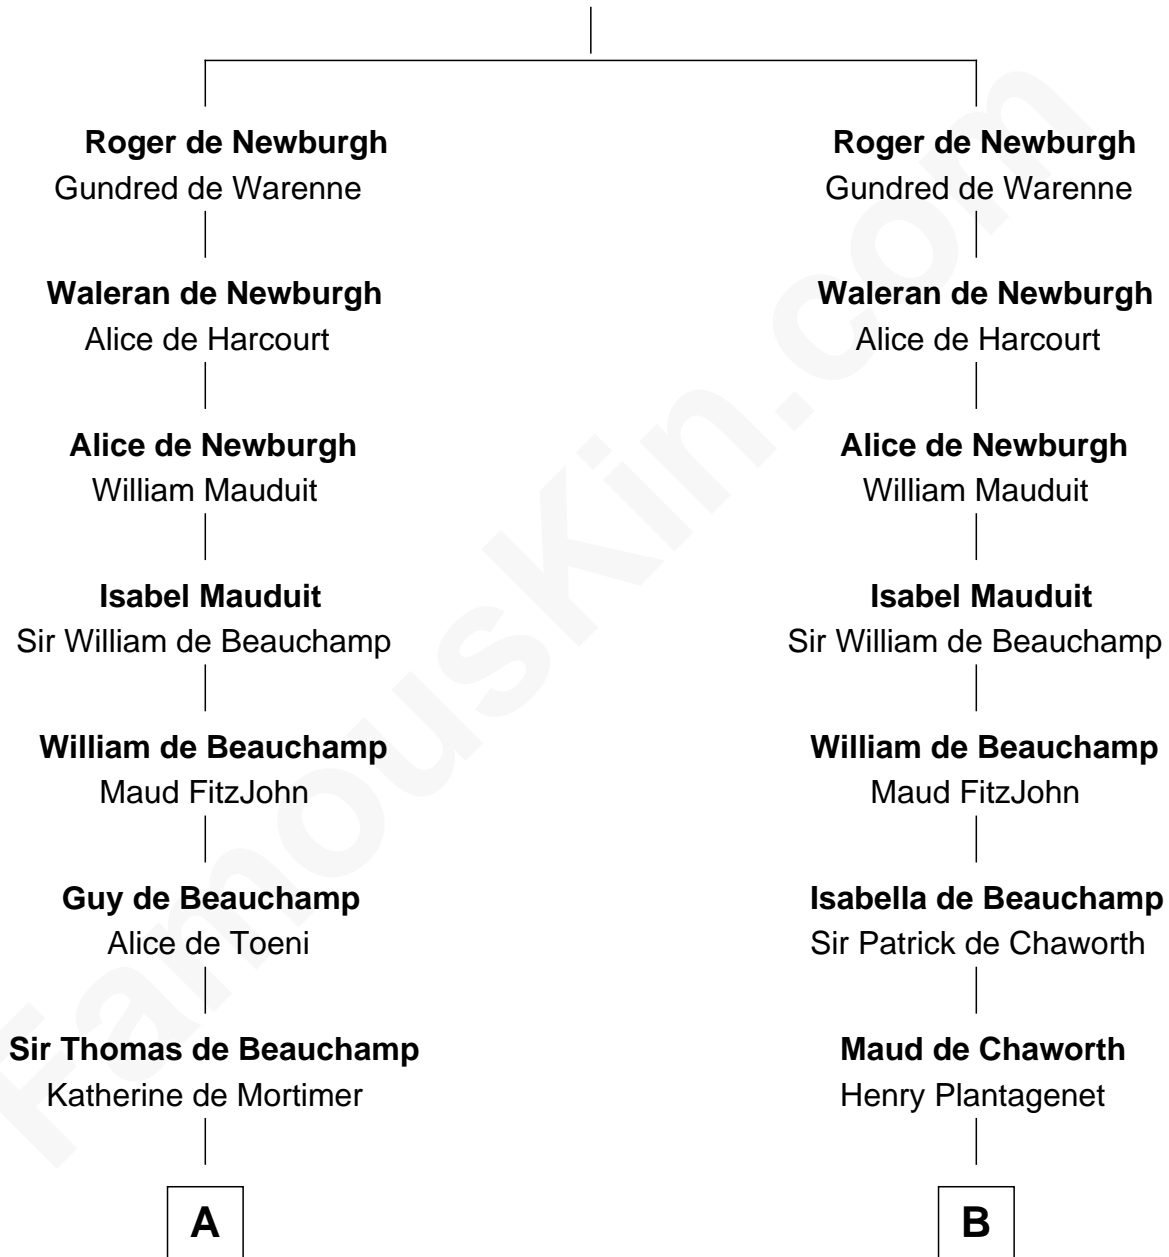 Roger de Newburgh
Gundred de Warenne
Waleran de Newburgh
Alice de Harcourt
Alice de Newburgh
William Mauduit
Isabel Mauduit
Sir William de Beauchamp
William de Beauchamp
Maud FitzJohn
Guy de Beauchamp
Alice de Toeni
Sir Thomas de Beauchamp
Katherine de Mortimer
A
Roger de Newburgh
Gundred de Warenne
Waleran de Newburgh
Alice de Harcourt
Alice de Newburgh
William Mauduit
Isabel Mauduit
Sir William de Beauchamp
William de Beauchamp
Maud FitzJohn
Isabella de Beauchamp
Sir Patrick de Chaworth
Maud de Chaworth
Henry Plantagenet
B
FamousKin.com